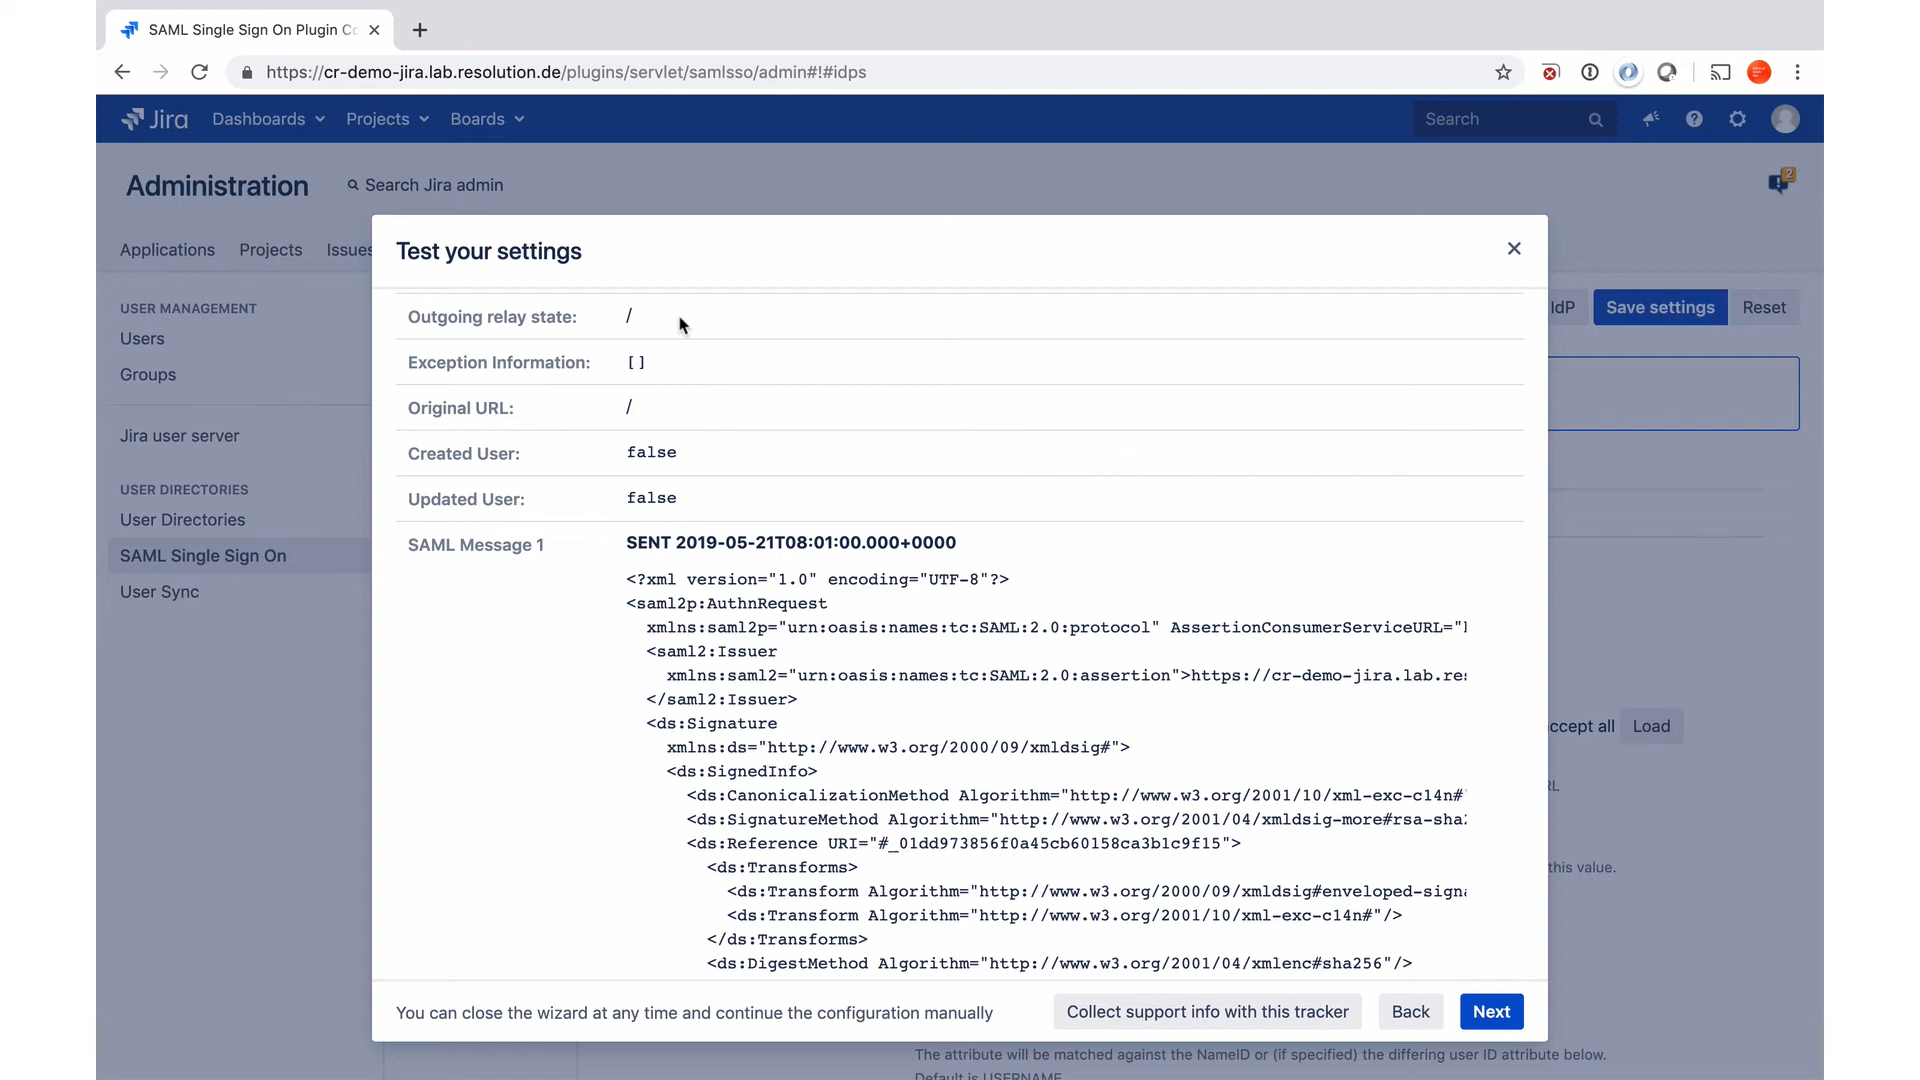 SAML Single Sign On Plugin Co
https://cr-demo-jira.lab.resolution.de/plugins/servlet/samlsso/admin#!#idps
Jira Dashboards Projects Boards Search
Administration Search Jira admin 2
Applications Projects Issues
Test your settings
USER MANAGEMENT
Users
Groups
Jira user server
USER DIRECTORIES
User Directories
SAML Single Sign On
User Sync
IdP Save settings Reset
Outgoing relay state: /
Exception Information: []
Original URL: /
Created User: false
Updated User: false
SAML Message 1 SENT 2019-05-21T08:01:00.000+0000
<?xml version="1.0" encoding="UTF-8"?>
<saml2p:AuthnRequest
xmlns:saml2p="urn:oasis:names:tc:SAML:2.0:protocol" AssertionConsumerServiceURL="
<saml2:Issuer
xmlns:saml2="urn:oasis:names:tc:SAML:2.0:assertion">https://cr-demo-jira.lab.res
</saml2:Issuer>
<ds:Signature
xmlns:ds="http://www.w3.org/2000/09/xmldsig#">
<ds:SignedInfo>
<ds:CanonicalizationMethod Algorithm="http://www.w3.org/2001/10/xml-exc-c14n#"
<ds:SignatureMethod Algorithm="http://www.w3.org/2001/04/xmldsig-more#rsa-sha2
<ds:Reference URI="#_01dd973856f0a45cb60158ca3b1c9f15">
<ds:Transforms>
<ds:Transform Algorithm="http://www.w3.org/2000/09/xmldsig#enveloped-signa
<ds:Transform Algorithm="http://www.w3.org/2001/10/xml-exc-c14n#"/>
</ds:Transforms>
<ds:DigestMethod Algorithm="http://www.w3.org/2001/04/xmlenc#sha256"/>
ccept all Load
RL
this value.
You can close the wizard at any time and continue the configuration manually
Collect support info with this tracker Back Next
The attribute will be matched against the NameID or (if specified) the differing user ID attribute below.
Default is USERNAME